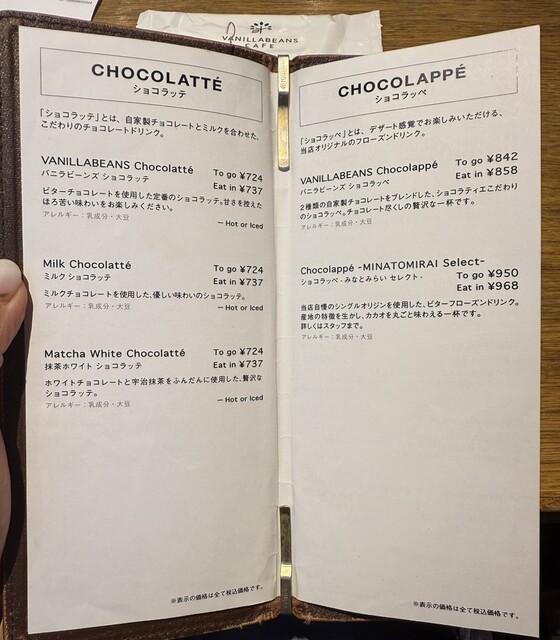 VANILLABEANS
CAFE
CHOCOLATTÉ
ショコラッテ
「ショコラッテ」とは、自家製チョコレートとミルクを合わせた、
こだわりのチョコレートドリンク。
VANILLABEANS Chocolatté
バニラビーンズ ショコラッテ
To go ¥724
Eat in ¥737
ビターチョコレートを使用した定番のショコラッテ。甘さを控えた
ほろ苦い味わいをお楽しみください。
アレルギー：乳成分・大豆
— Hot or Iced
Milk Chocolatté
ミルク ショコラッテ
To go ¥724
Eat in ¥737
ミルクチョコレートを使用した、優しい味わいのショコラッテ。
アレルギー：乳成分・大豆
— Hot or Iced
Matcha White Chocolatté
抹茶ホワイト ショコラッテ
To go ¥724
Eat in ¥737
ホワイトチョコレートと宇治抹茶をふんだんに使用した、贅沢な
ショコラッテ。
アレルギー：乳成分・大豆
— Hot or Iced
※表示の価格は全て税込価格です。
CHOCOLAPPÉ
ショコラッペ
「ショコラッペ」とは、デザート感覚でお楽しみいただける、
当店オリジナルのフローズンドリンク。
VANILLABEANS Chocolappé
バニラビーンズ ショコラッペ
To go ¥842
Eat in ¥858
2種類の自家製チョコレートをブレンドした、ショコラティエこだわり
のショコラッペ。チョコレート尽くしの贅沢な一杯です。
アレルギー：乳成分・大豆
Chocolappé -MINATOMIRAI Select-
ショコラッペ - みなとみらい セレクト -
To go ¥950
Eat in ¥968
当店自慢のシングルオリジンを使用した、ビターフローズンドリンク。
産地の特徴を生かし、カカオを丸ごと味わえる一杯です。
詳しくはスタッフまで。
アレルギー：乳成分・大豆
※表示の価格は全て税込価格です。